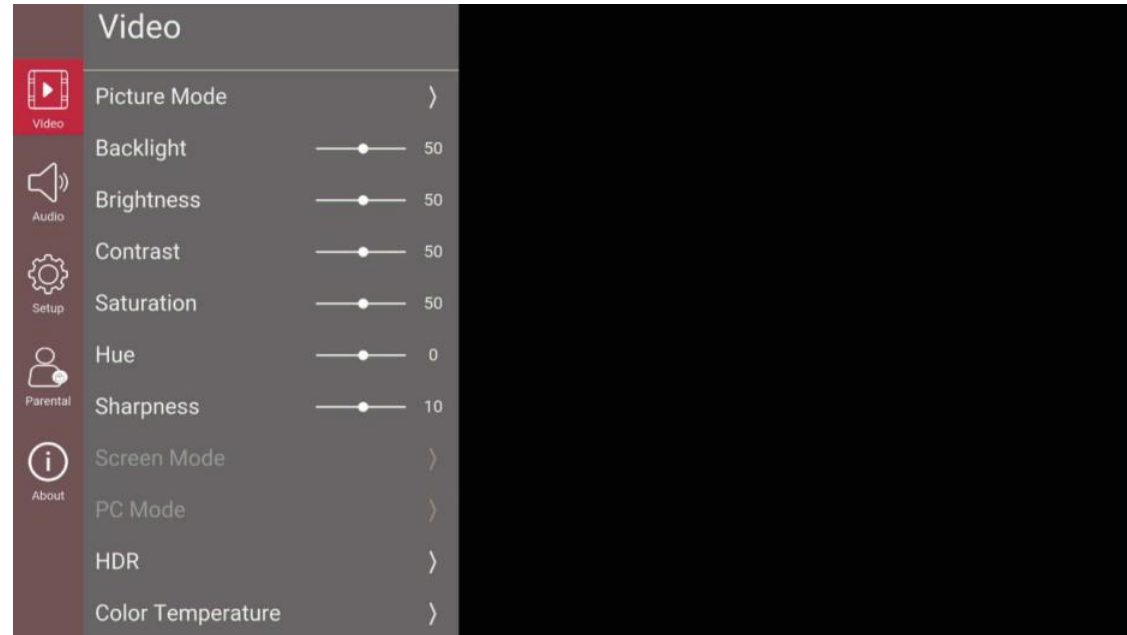 Video
Video
Audio
Setup
Parental
About
Picture Mode
Backlight 50
Brightness 50
Contrast 50
Saturation 50
Hue 0
Sharpness 10
Screen Mode
PC Mode
HDR
Color Temperature